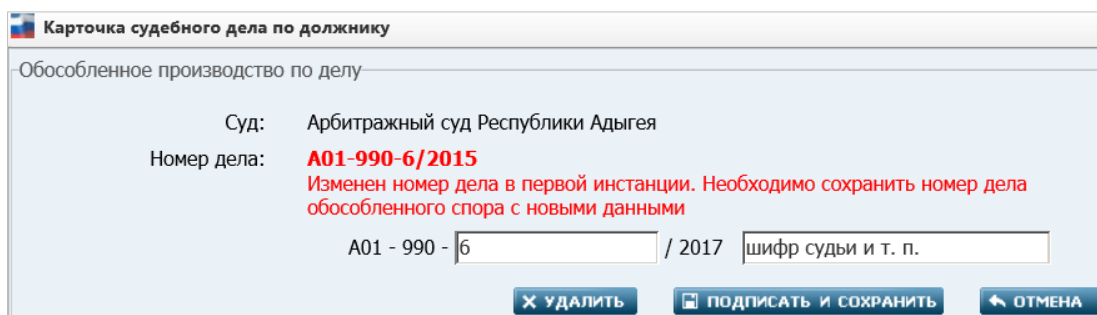 Карточка судебного дела по должнику
Обособленное производство по делу
Суд: Арбитражный суд Республики Адыгея
Номер дела: А01-990-6/2015
Изменен номер дела в первой инстанции. Необходимо сохранить номер дела
обособленного спора с новыми данными
А01 - 990 - 6 / 2017 шифр судьи и т. п.
УДАЛИТЬ ПОДПИСАТЬ И СОХРАНИТЬ ОТМЕНА